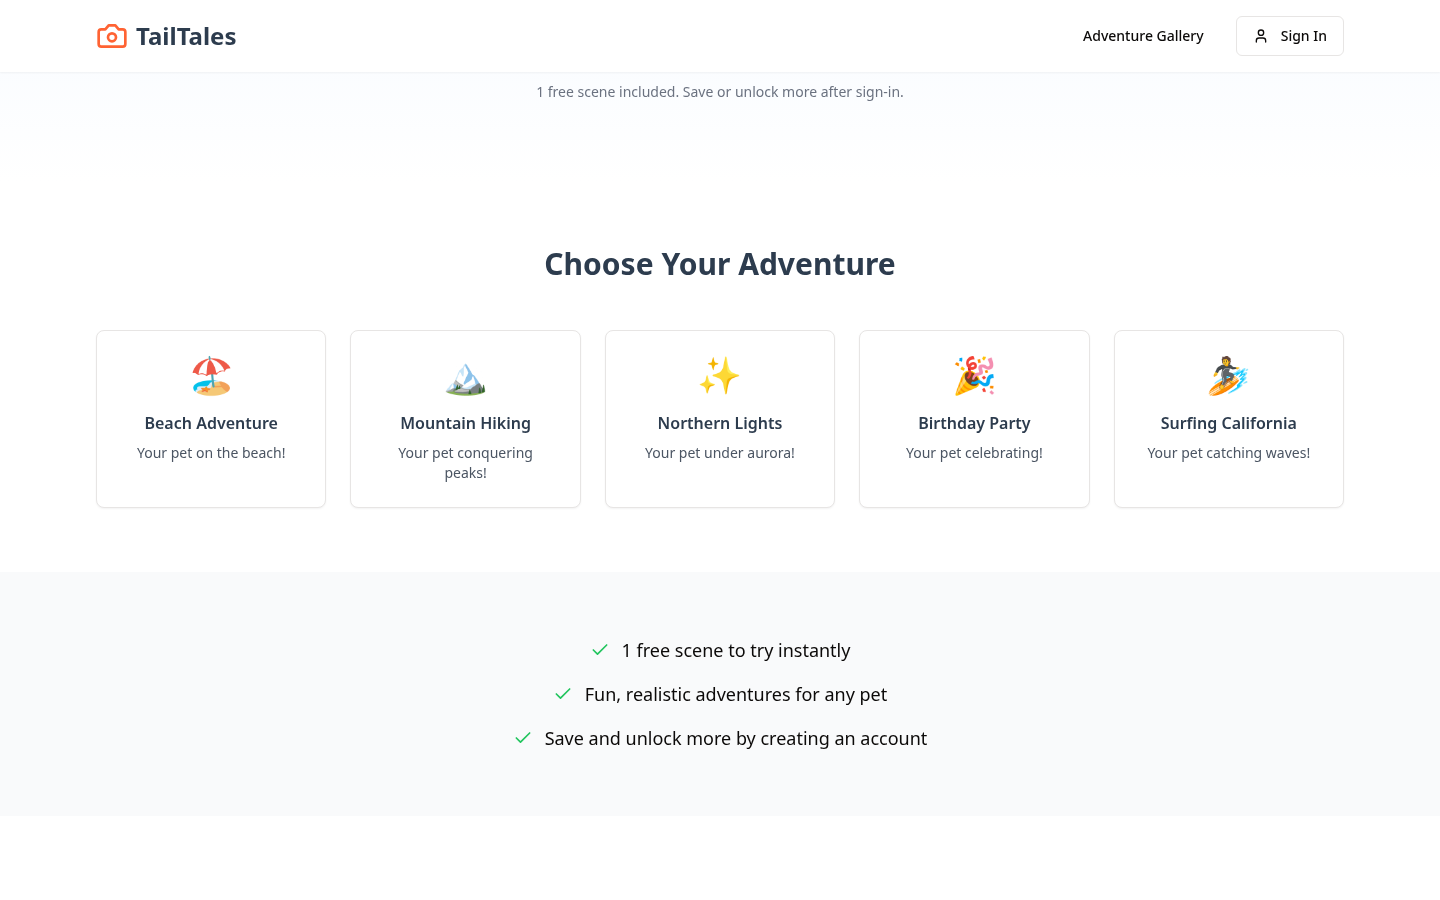 TailTales
Adventure Gallery
Sign In
1 free scene included. Save or unlock more after sign-in.
Choose Your Adventure
Beach Adventure
Your pet on the beach!
Mountain Hiking
Your pet conquering
peaks!
Northern Lights
Your pet under aurora!
Birthday Party
Your pet celebrating!
Surfing California
Your pet catching waves!
1 free scene to try instantly
Fun, realistic adventures for any pet
Save and unlock more by creating an account